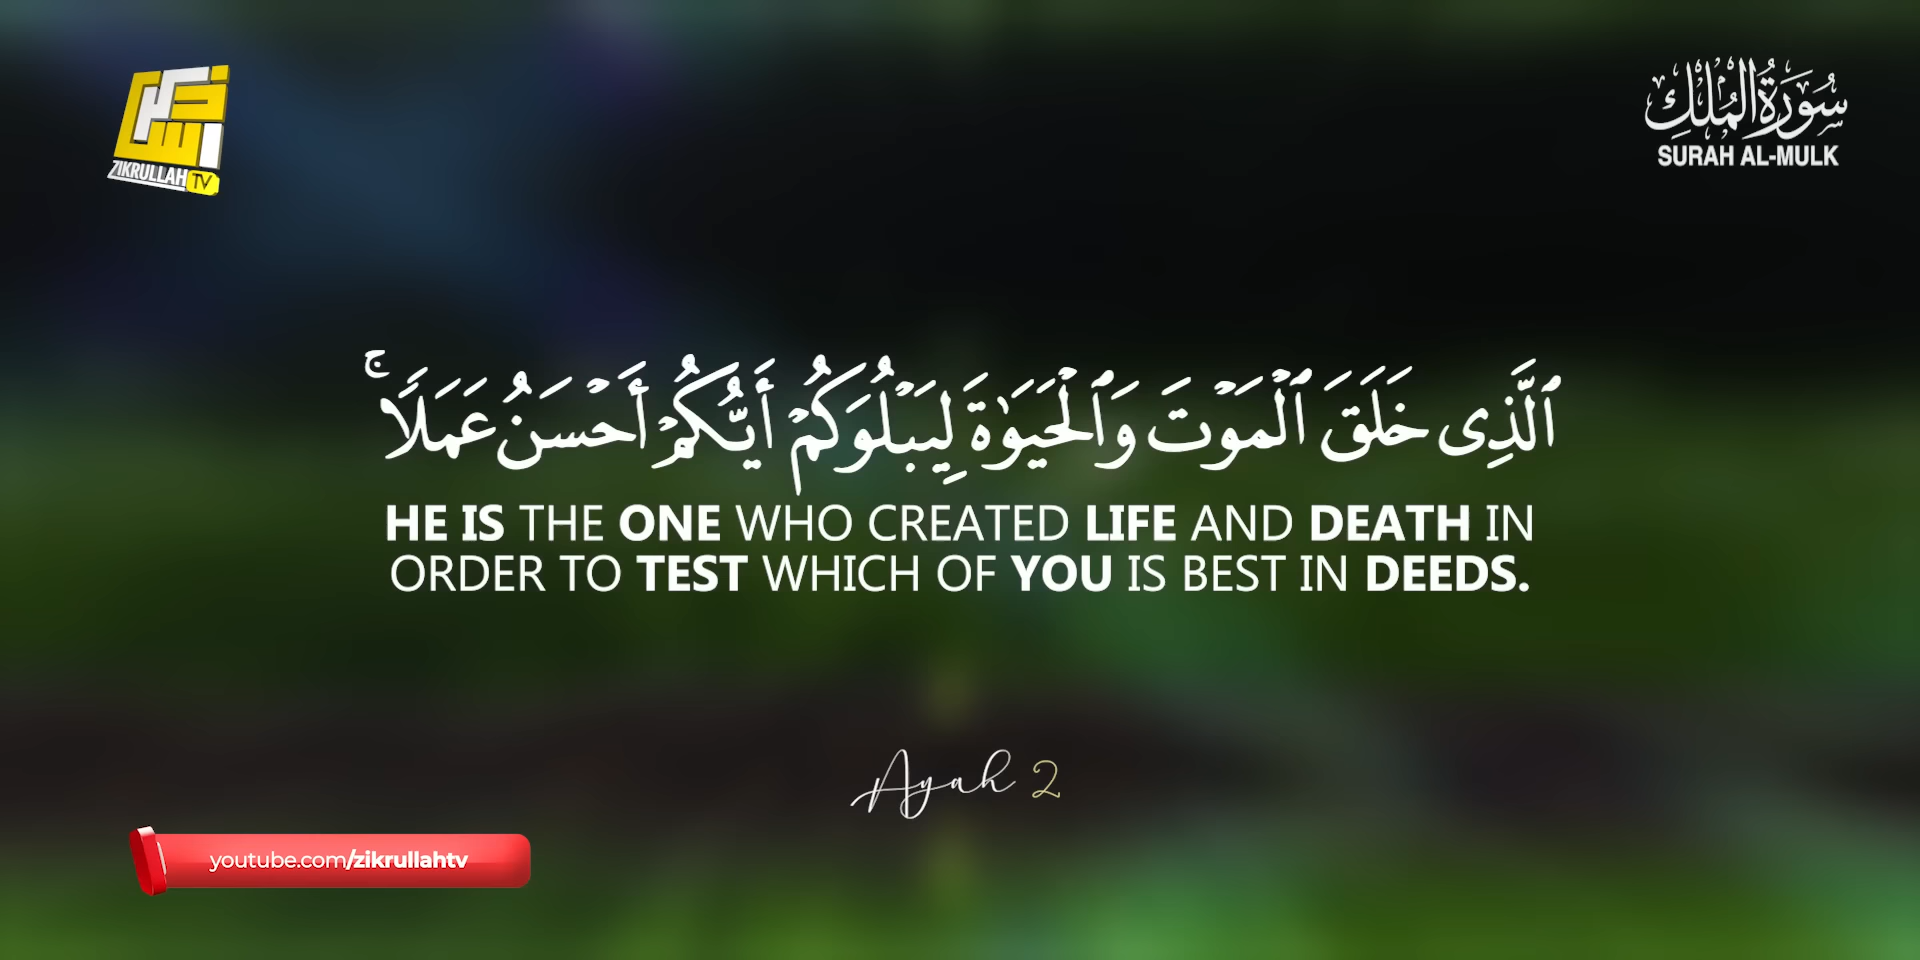 ZIKRULLAH TV
سُورَةُ الْمُلْكِ
SURAH AL-MULK
ٱلَّذِى خَلَقَ ٱلْمَوْتَ وَٱلْحَيَوٰةَ لِيَبْلُوَكُمْ أَيُّكُمْ أَحْسَنُ عَمَلًا ۚ
HE IS THE ONE WHO CREATED LIFE AND DEATH IN
ORDER TO TEST WHICH OF YOU IS BEST IN DEEDS.
Ayah 2
youtube.com/zikrullahtv